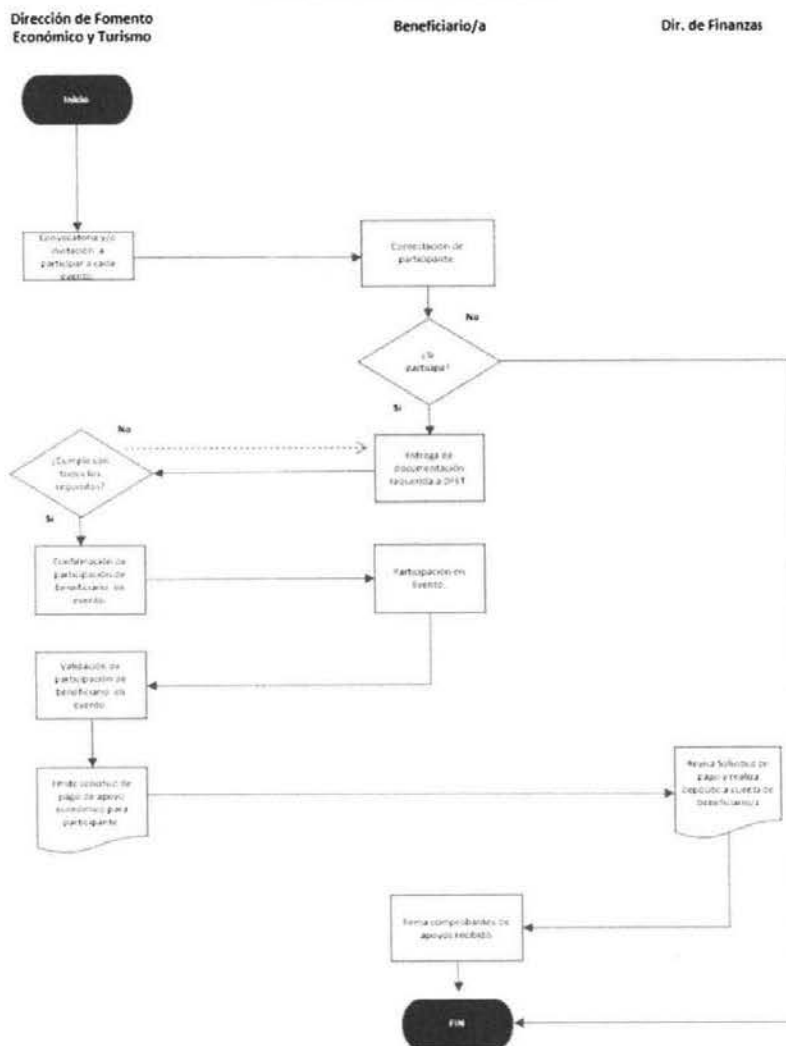 Dirección de Fomento
Económico y Turismo
Beneficiario/a
Dir. de Finanzas
Inicio
Convocatoria y/o
invitación a
participar a cada
evento.
Contestación de
participante
No
¿Si
participa?
Si
No
¿Cumple con
todos los
requisitos?
Entrega de
documentación
requerida a DFET
Si
Confirmación de
participación de
beneficiario en
evento.
Participación en
Evento.
Validación de
participación de
beneficiario en
evento
solicitud de
pago de apoyo
económico para
participante
Revisa Solicitud de
pago y realiza
depósito a cuenta de
beneficiario/a
Firma comprobantes de
apoyos recibido.
FIN